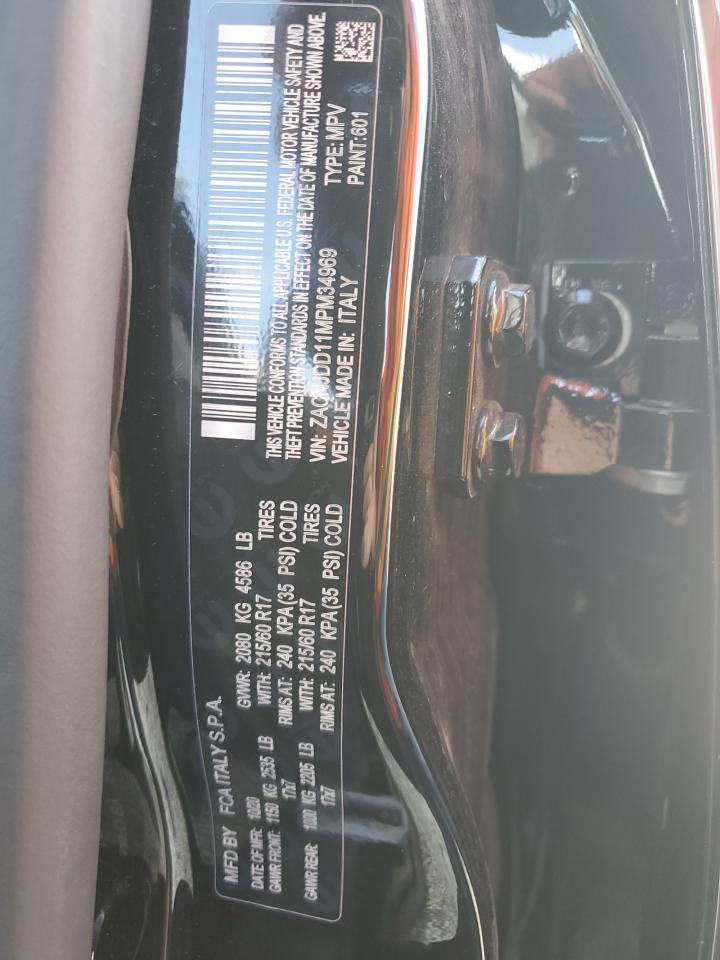 MFD BY FCA ITALY S.P.A.
DATE OF MFR: 10/20 GVWR: 2080 KG 4586 LB
GAWR FRONT: 1150 KG 2535 LB WITH: 215/60 R17 TIRES
17x7 RIMS AT: 240 KPA(35 PSI) COLD
GAWR REAR: 1000 KG 2205 LB WITH: 215/60 R17 TIRES
17x7 RIMS AT: 240 KPA(35 PSI) COLD
THIS VEHICLE CONFORMS TO ALL APPLICABLE U.S. FEDERAL MOTOR VEHICLE SAFETY AND
THEFT PREVENTION STANDARDS IN EFFECT ON THE DATE OF MANUFACTURE SHOWN ABOVE.
VIN: TYPE: MPV
VEHICLE MADE IN: ITALY PAINT: 601